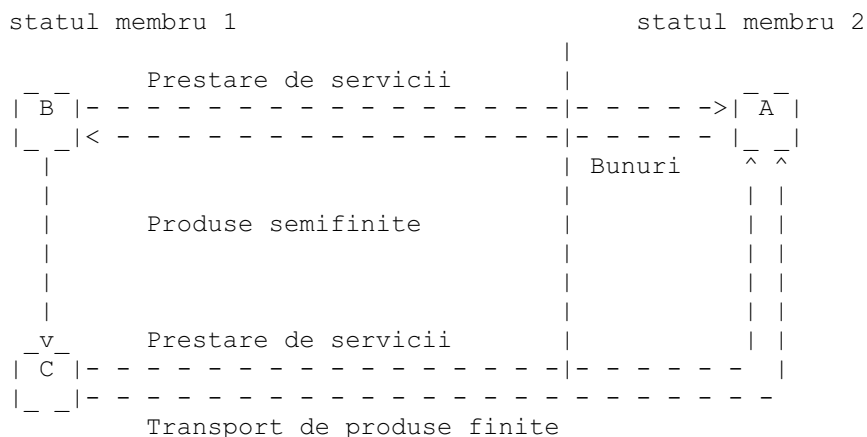 statul membru 1 statul membru 2
Prestare de servicii
B A
Bunuri
Produse semifinite
Prestare de servicii
C
Transport de produse finite